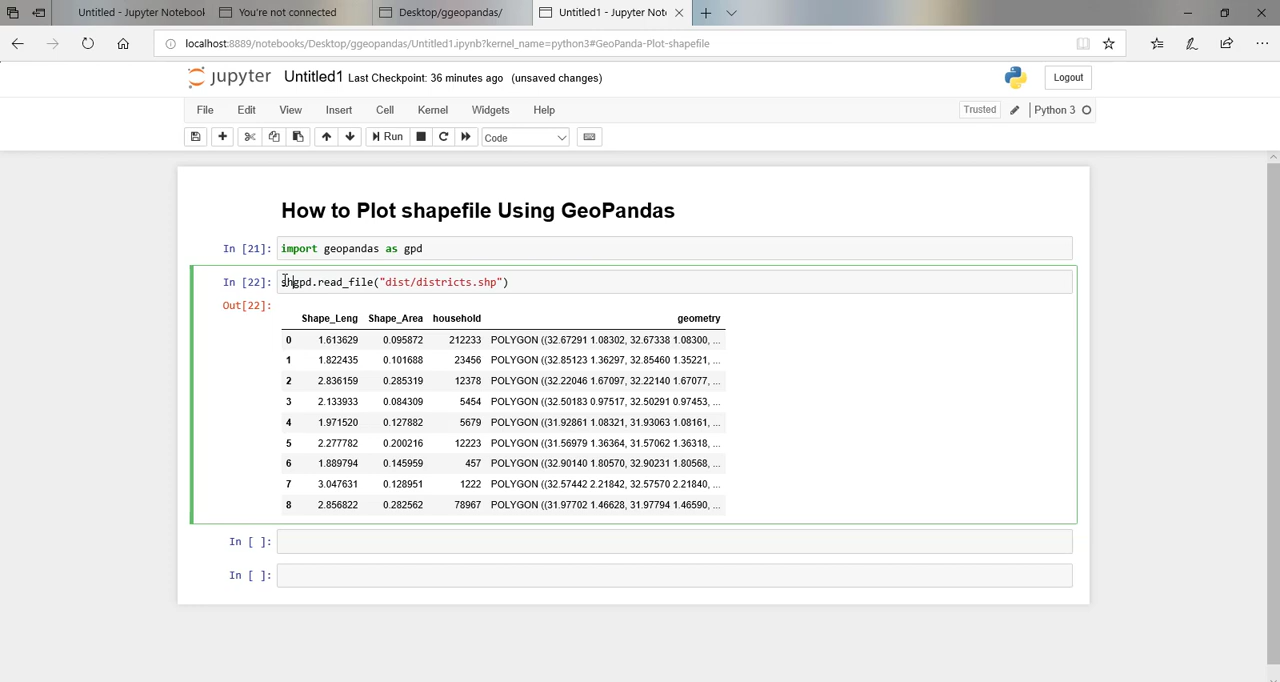 Untitled - Jupyter Notebook
You're not connected
Desktop/ggeopandas/
Untitled1 - Jupyter Not
localhost:8889/notebooks/Desktop/ggeopandas/Untitled1.ipynb?kernel_name=python3#GeoPanda-Plot-shapefile
jupyter Untitled1 Last Checkpoint: 36 minutes ago (unsaved changes) Logout
File Edit View Insert Cell Kernel Widgets Help Trusted Python 3
Run Code
How to Plot shapefile Using GeoPandas
In [21]: import geopandas as gpd
In [22]: shgpd.read_file("dist/districts.shp")
Out[22]:
Shape_Leng Shape_Area household geometry
0 1.613629 0.095872 212233 POLYGON ((32.67291 1.08302, 32.67338 1.08300, ...
1 1.822435 0.101688 23456 POLYGON ((32.85123 1.36297, 32.85460 1.35221, ...
2 2.836159 0.285319 12378 POLYGON ((32.22046 1.67097, 32.22140 1.67077, ...
3 2.133933 0.084309 5454 POLYGON ((32.50183 0.97517, 32.50291 0.97453, ...
4 1.971520 0.127882 5679 POLYGON ((31.92861 1.08321, 31.93063 1.08161, ...
5 2.277782 0.200216 12223 POLYGON ((31.56979 1.36364, 31.57062 1.36318, ...
6 1.889794 0.145959 457 POLYGON ((32.90140 1.80570, 32.90231 1.80568, ...
7 3.047631 0.128951 1222 POLYGON ((32.57442 2.21842, 32.57570 2.21840, ...
8 2.856822 0.282562 78967 POLYGON ((31.97702 1.46628, 31.97794 1.46590, ...
In [ ]:
In [ ]: